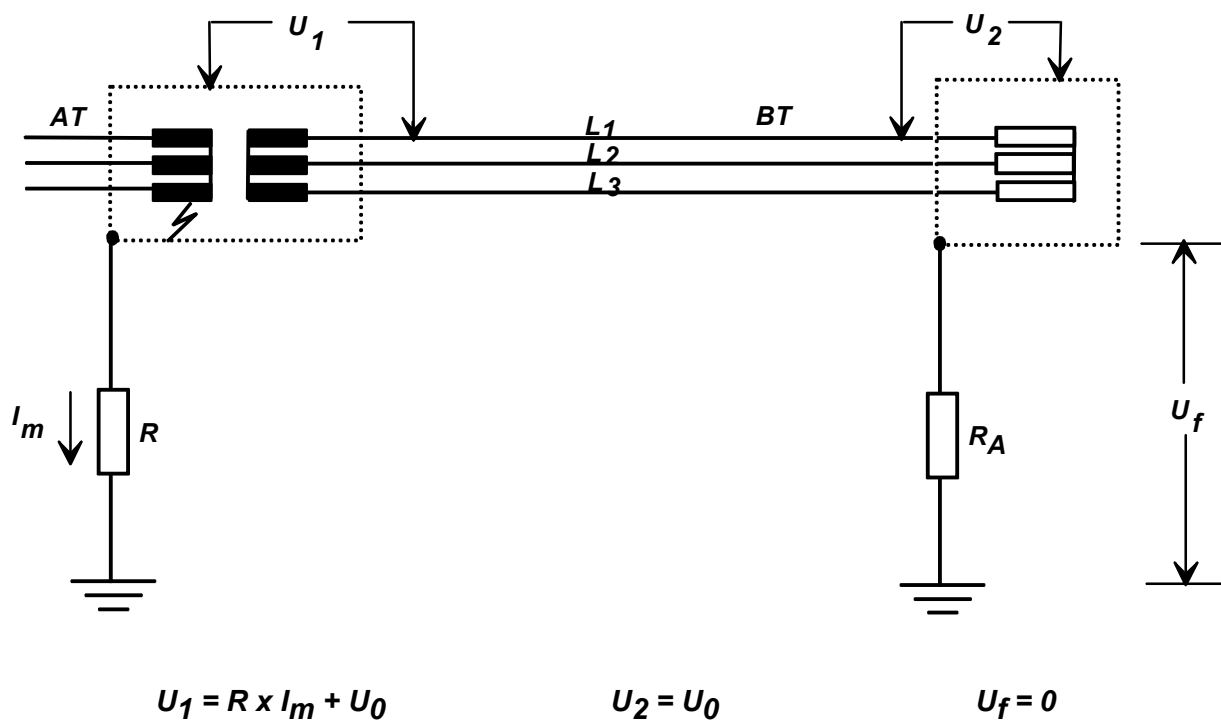 U1 U2
AT L1 BT
L2
L3
Im R RA Uf
U1 = R x Im + U0 U2 = U0 Uf = 0